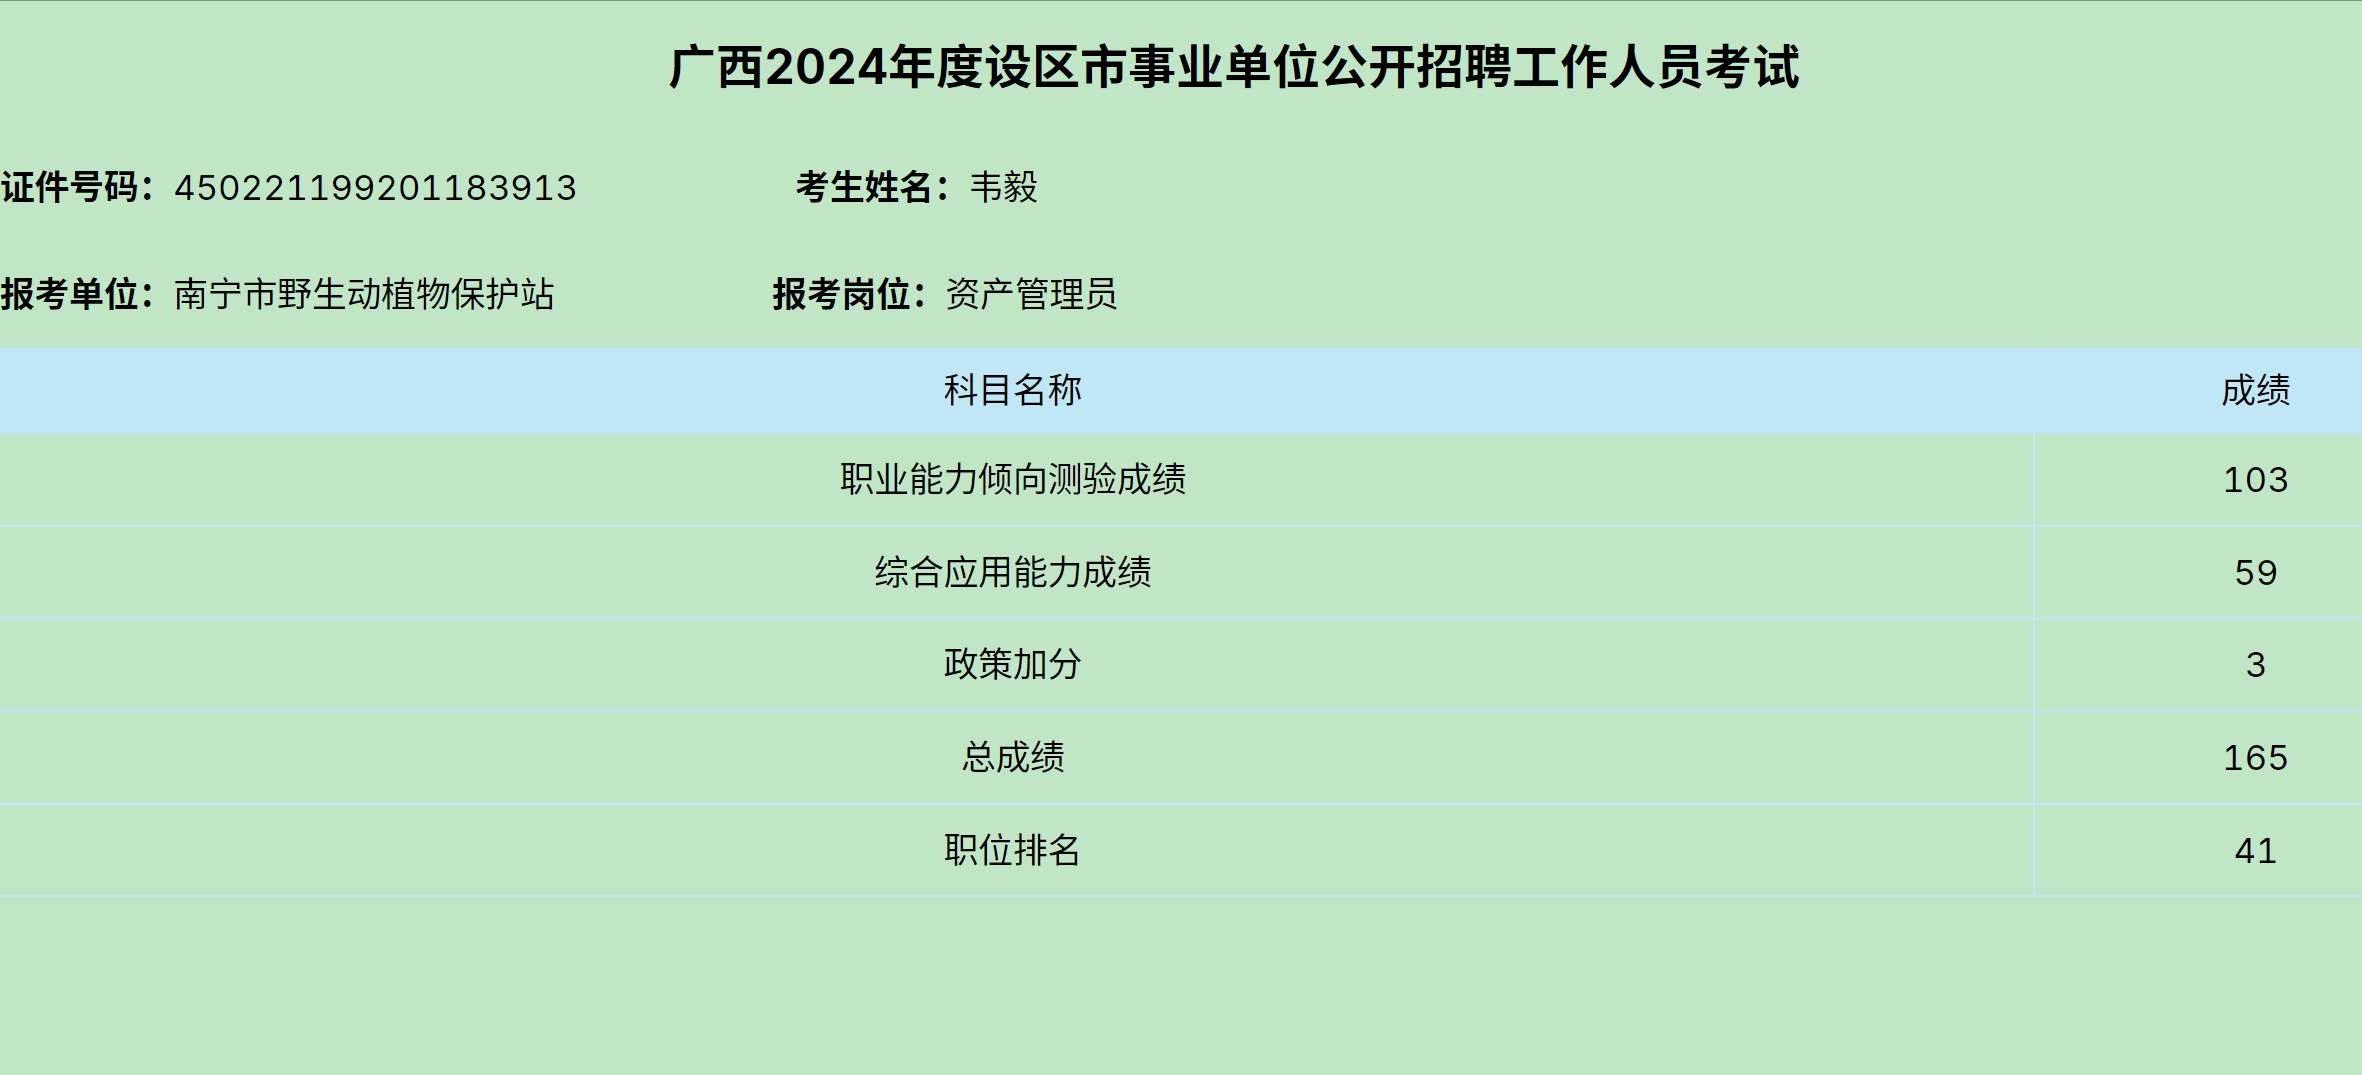 广西2024年度设区市事业单位公开招聘工作人员考试
证件号码：450221199201183913 考生姓名：韦毅
报考单位：南宁市野生动植物保护站 报考岗位：资产管理员
科目名称 成绩
职业能力倾向测验成绩 103
综合应用能力成绩 59
政策加分 3
总成绩 165
职位排名 41